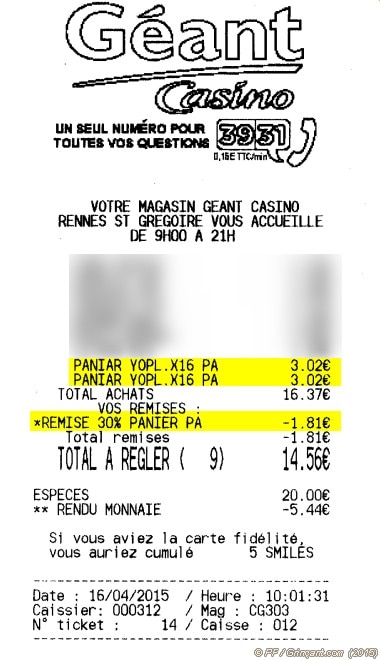 Géant
Casino
UN SEUL NUMÉRO POUR
TOUTES VOS QUESTIONS
3931
0,15E TTC/min
VOTRE MAGASIN GEANT CASINO
RENNES ST GREGOIRE VOUS ACCUEILLE
DE 9H00 A 21H
PANIAR YOPL.X16 PA 3.02€
PANIAR YOPL.X16 PA 3.02€
TOTAL ACHATS 16.37€
VOS REMISES :
*REMISE 30% PANIER PA -1.81€
Total remises -1.81€
TOTAL A REGLER ( 9) 14.56€
ESPECES 20.00€
** RENDU MONNAIE -5.44€
Si vous aviez la carte fidélité,
vous auriez cumulé 5 SMILES
Date : 16/04/2015 / Heure : 10:01:31
Caissier: 000312 / Mag : CG303
N° ticket : 14 / Caisse : 012
© PF / Grinçant.com (2015)